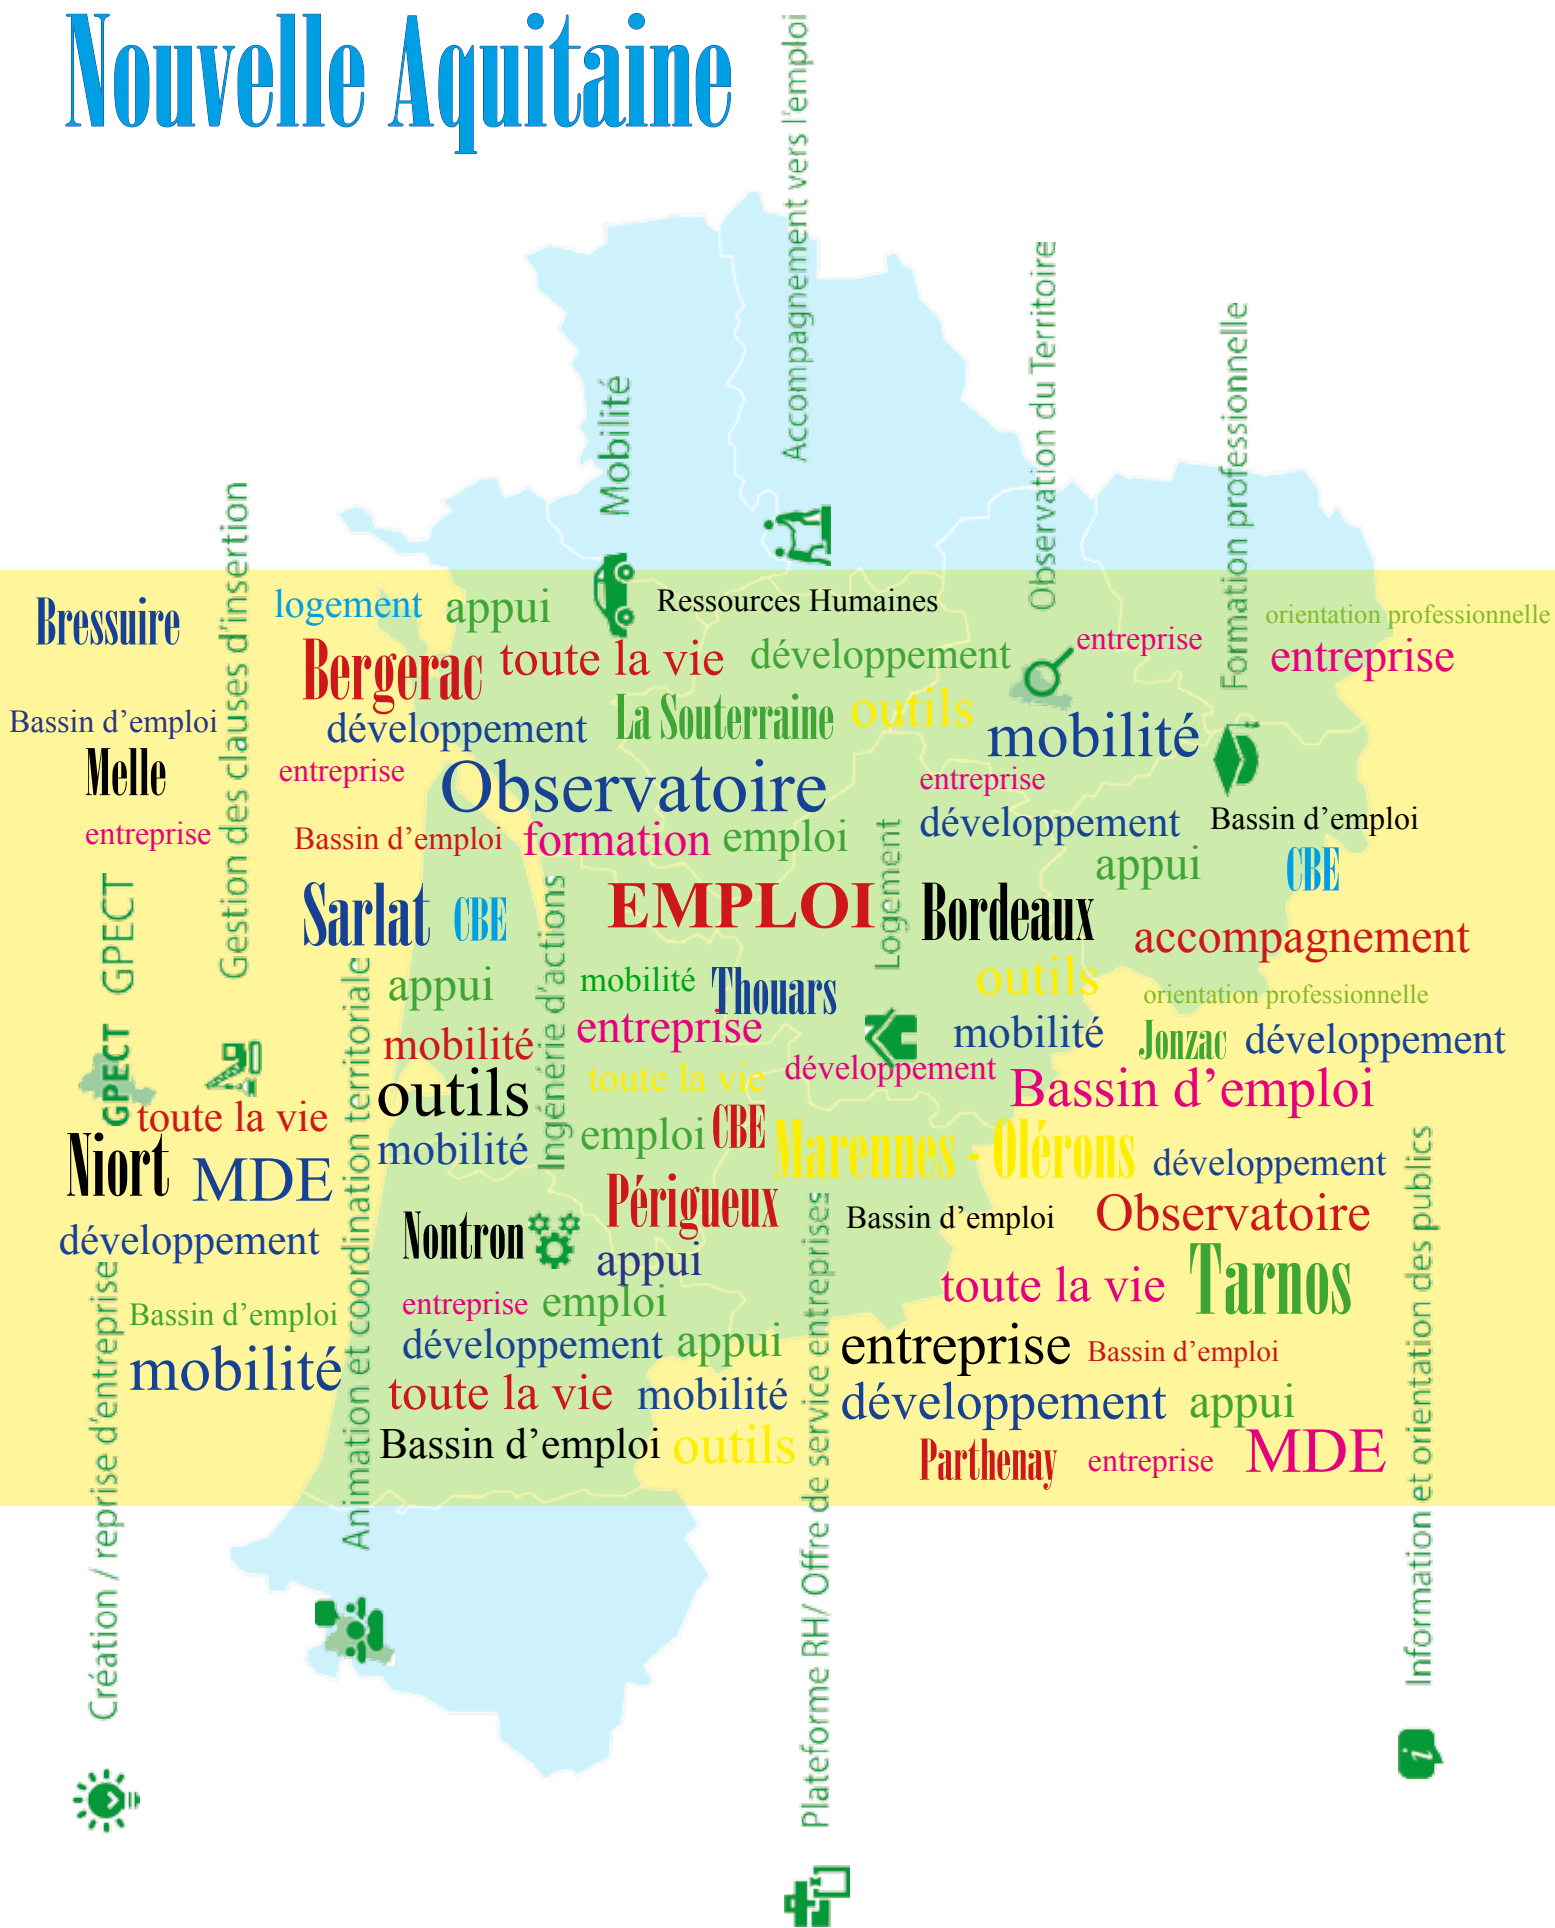 Nouvelle Aquitaine
Accompagnement vers l'emploi
Observation du Territoire
Formation professionnelle
Mobilité
Gestion des clauses d'insertion
Bressuire
logement
appui
Ressources Humaines
orientation professionnelle
entreprise
entreprise
Bergerac
toute la vie
développement
Bassin d'emploi
développement
La Souterraine
outils
mobilité
Melle
entreprise
Observatoire
entreprise
entreprise
Bassin d'emploi
formation
emploi
développement
Bassin d'emploi
appui
CBE
GPECT
Sarlat
CBE
Ingénérie d'actions
EMPLOI
Logement
Bordeaux
accompagnement
appui
mobilité
Thouars
outils
orientation professionnelle
GPECT
mobilité
entreprise
mobilité
Jonzac
développement
outils
toute la vie
développement
Bassin d'emploi
toute la vie
Animation et coordination territoriale
Niort
MDE
mobilité
emploi
CBE
Marennes - Olérons
développement
Périgueux
Bassin d'emploi
Observatoire
développement
Nontron
appui
toute la vie
Tarnos
Bassin d'emploi
entreprise
emploi
mobilité
développement
appui
entreprise
Bassin d'emploi
toute la vie
mobilité
développement
appui
Bassin d'emploi
outils
Parthenay
entreprise
MDE
Création / reprise d'entreprise
Plateforme RH/ Offre de service entreprises
Information et orientation des publics
i